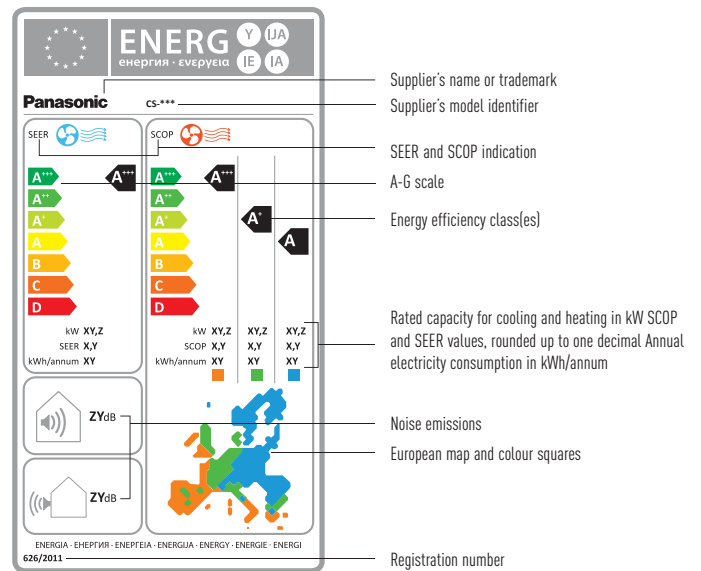 ENERG
енергия · ενεργεια
Y
IJA
IE
IA
Panasonic
CS-***
SEER
A+++
A+++
A++
A+
A
B
C
D
kW XY,Z
SEER X,Y
kWh/annum XY
SCOP
A+++
A+++
A++
A+
A+
A
A
B
C
D
kW XY,Z XY,Z XY,Z
SCOP X,Y X,Y X,Y
kWh/annum XY XY XY
ZYdB
ZYdB
ENERGIA · ЕНЕРГИЯ · ΕΝΕΡΓΕΙΑ · ENERGIJA · ENERGY · ENERGIE · ENERGI
626/2011
Supplier's name or trademark
Supplier's model identifier
SEER and SCOP indication
A-G scale
Energy efficiency class(es)
Rated capacity for cooling and heating in kW SCOP
and SEER values, rounded up to one decimal Annual
electricity consumption in kWh/annum
Noise emissions
European map and colour squares
Registration number